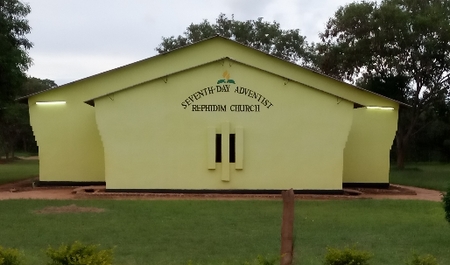 SEVENTH-DAY ADVENTIST
REPHIDIM CHURCH